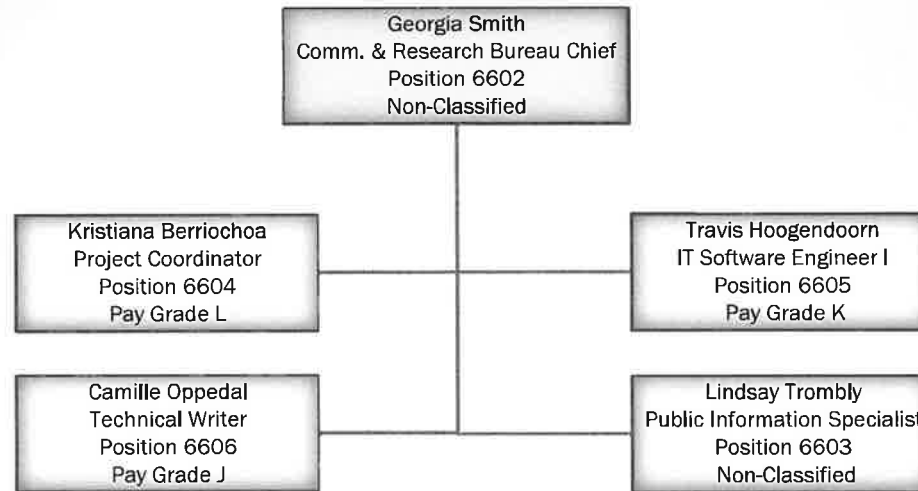 Georgia Smith
Comm. & Research Bureau Chief
Position 6602
Non-Classified
Kristiana Berriochoa
Project Coordinator
Position 6604
Pay Grade L
Travis Hoogendoorn
IT Software Engineer I
Position 6605
Pay Grade K
Camille Oppedal
Technical Writer
Position 6606
Pay Grade J
Lindsay Trombly
Public Information Specialist
Position 6603
Non-Classified